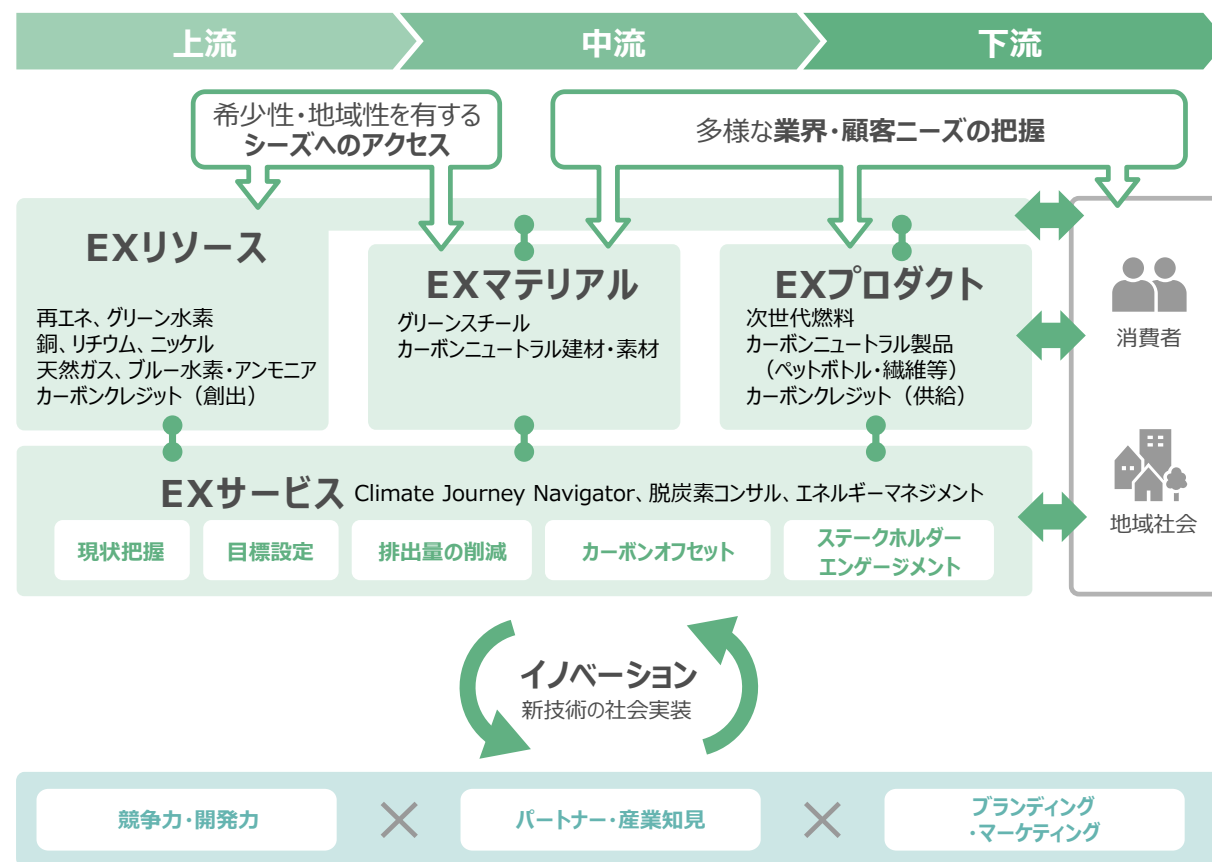 上流
中流
下流
希少性・地域性を有する
シーズへのアクセス
多様な業界・顧客ニーズの把握
EXリソース
再エネ、グリーン水素
銅、リチウム、ニッケル
天然ガス、ブルー水素・アンモニア
カーボンクレジット（創出）
EXマテリアル
グリーンスチール
カーボンニュートラル建材・素材
EXプロダクト
次世代燃料
カーボンニュートラル製品
（ペットボトル・繊維等）
カーボンクレジット（供給）
消費者
地域社会
EXサービス Climate Journey Navigator、脱炭素コンサル、エネルギーマネジメント
現状把握
目標設定
排出量の削減
カーボンオフセット
ステークホルダー
エンゲージメント
イノベーション
新技術の社会実装
競争力・開発力
パートナー・産業知見
ブランディング
・マーケティング